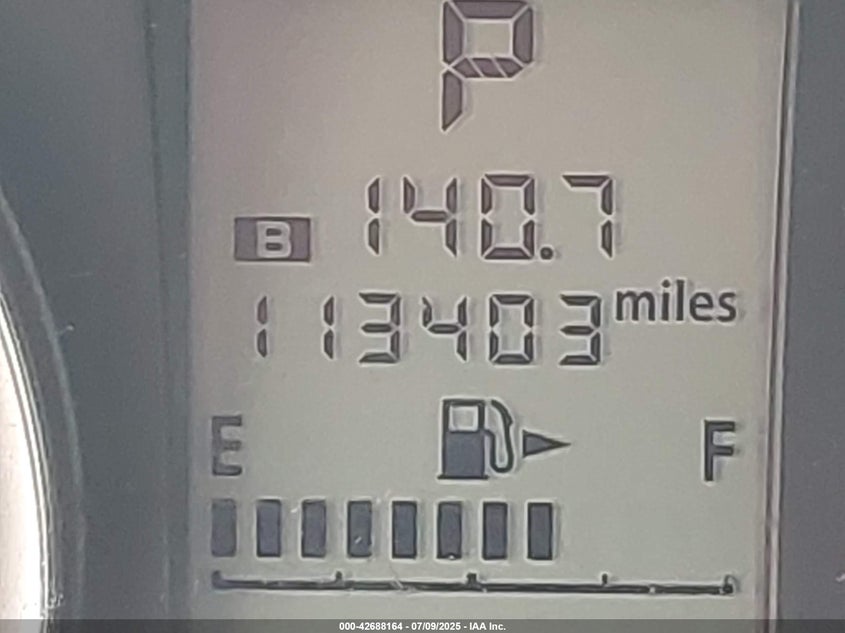 P
B 140.7
113403 miles
E F
000-42688164 - 07/09/2025 - IAA Inc.